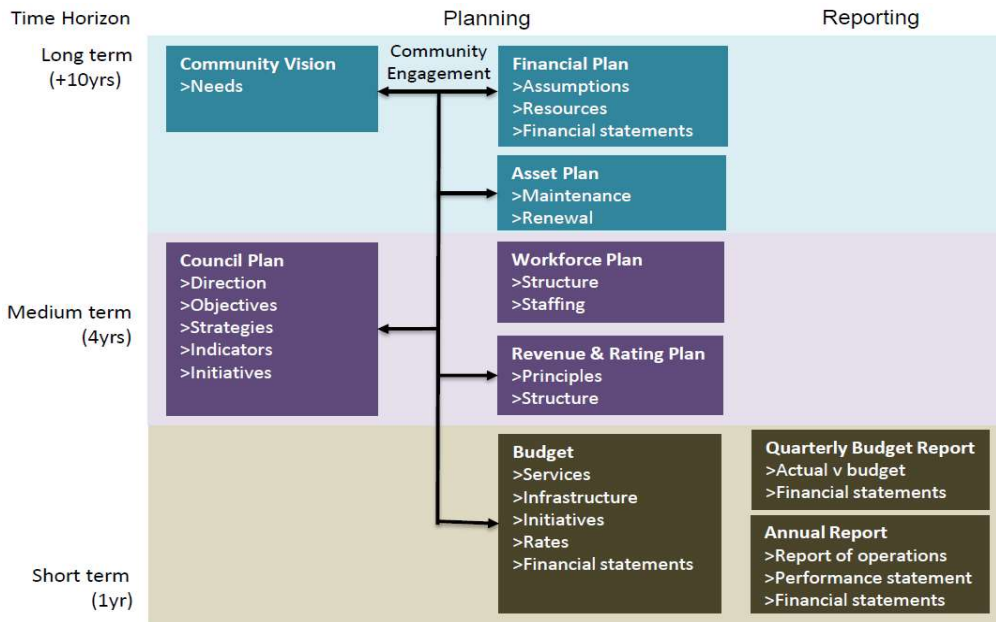 Time Horizon
Planning
Reporting
Long term
(+10yrs)
Community Vision
>Needs
Community
Engagement
Financial Plan
>Assumptions
>Resources
>Financial statements
Asset Plan
>Maintenance
>Renewal
Medium term
(4yrs)
Council Plan
>Direction
>Objectives
>Strategies
>Indicators
>Initiatives
Workforce Plan
>Structure
>Staffing
Revenue & Rating Plan
>Principles
>Structure
Short term
(1yr)
Budget
>Services
>Infrastructure
>Initiatives
>Rates
>Financial statements
Quarterly Budget Report
>Actual v budget
>Financial statements
Annual Report
>Report of operations
>Performance statement
>Financial statements